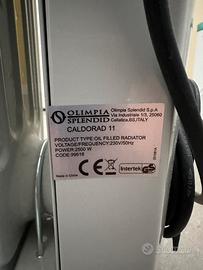 OLIMPIA
SPLENDID
Olimpia Splendid S.p.A
Via Industriale 1/3, 25060
Cellatica,BS,ITALY
CALDORAD 11
PRODUCT TYPE:OIL FILLED RADIATOR
VOLTAGE/FREQUENCY:230V/50Hz
POWER:2500 W
CODE:99616
Made in China
CE
Intertek